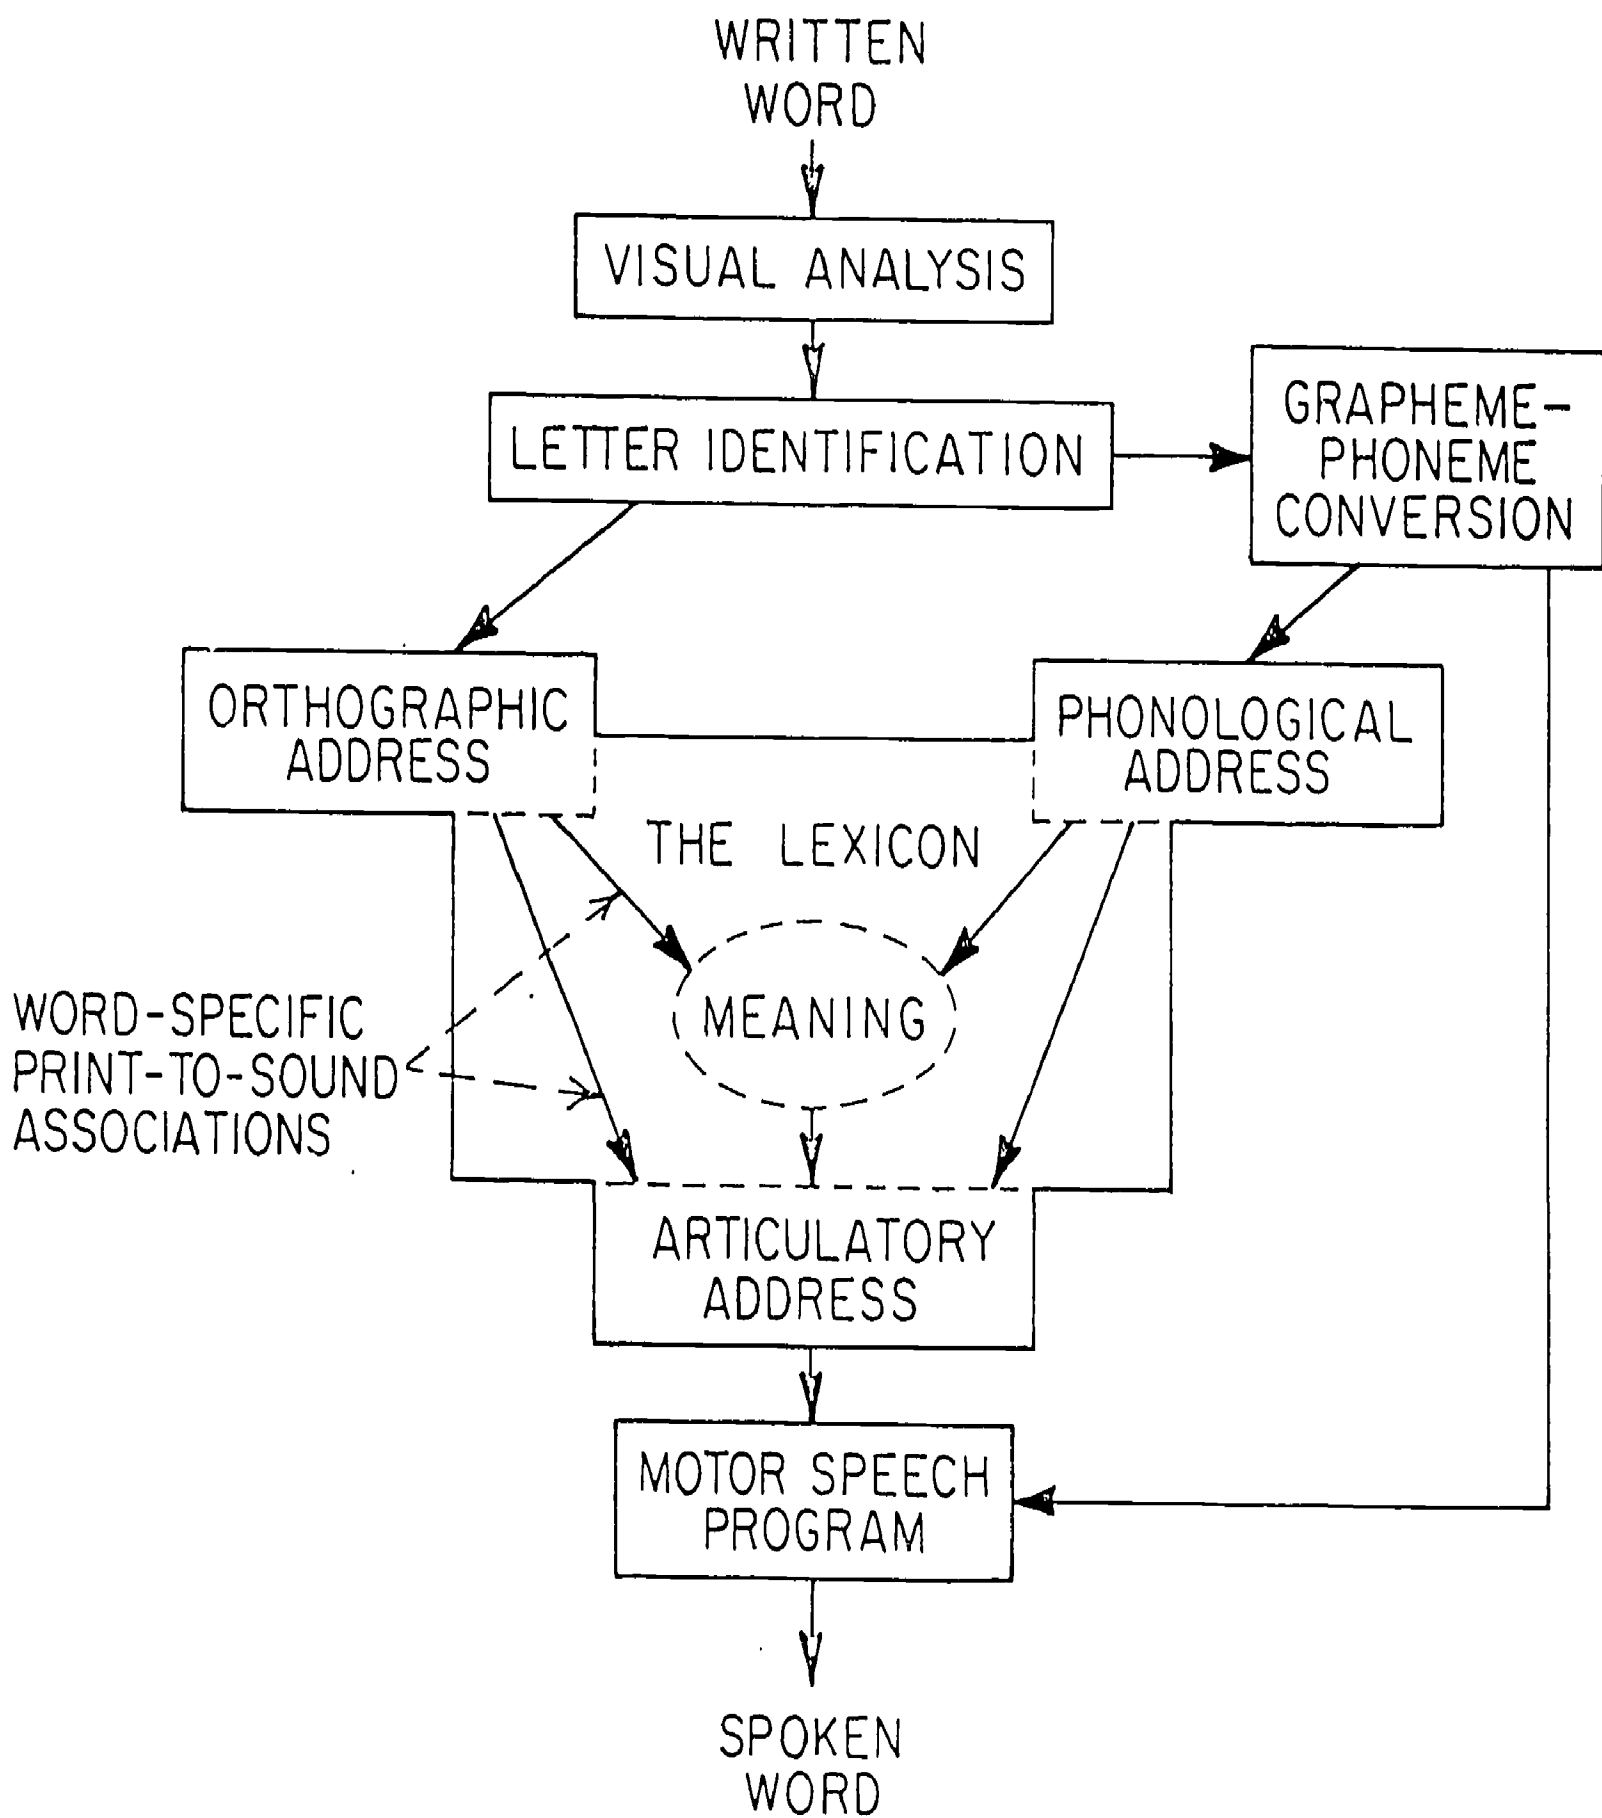 WRITTEN
WORD
VISUAL ANALYSIS
LETTER IDENTIFICATION
GRAPHEME-
PHONEME
CONVERSION
ORTHOGRAPHIC
ADDRESS
PHONOLOGICAL
ADDRESS
THE LEXICON
MEANING
WORD-SPECIFIC
PRINT-TO-SOUND
ASSOCIATIONS
ARTICULATORY
ADDRESS
MOTOR SPEECH
PROGRAM
SPOKEN
WORD